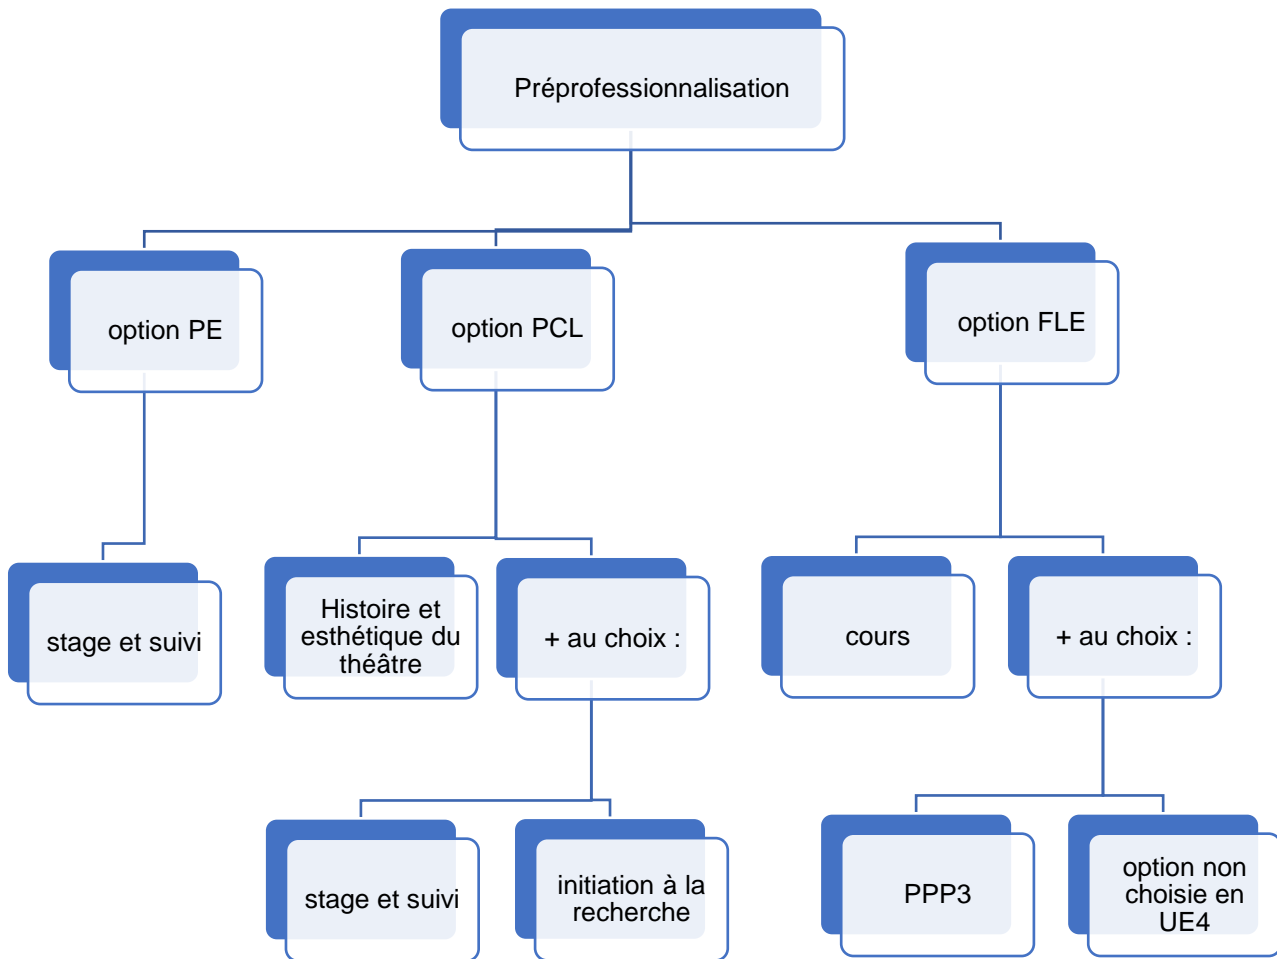 Préprofessionnalisation
option PE
option PCL
option FLE
stage et suivi
Histoire et
esthétique du
théâtre
+ au choix :
cours
+ au choix :
stage et suivi
initiation à la
recherche
PPP3
option non
choisie en
UE4